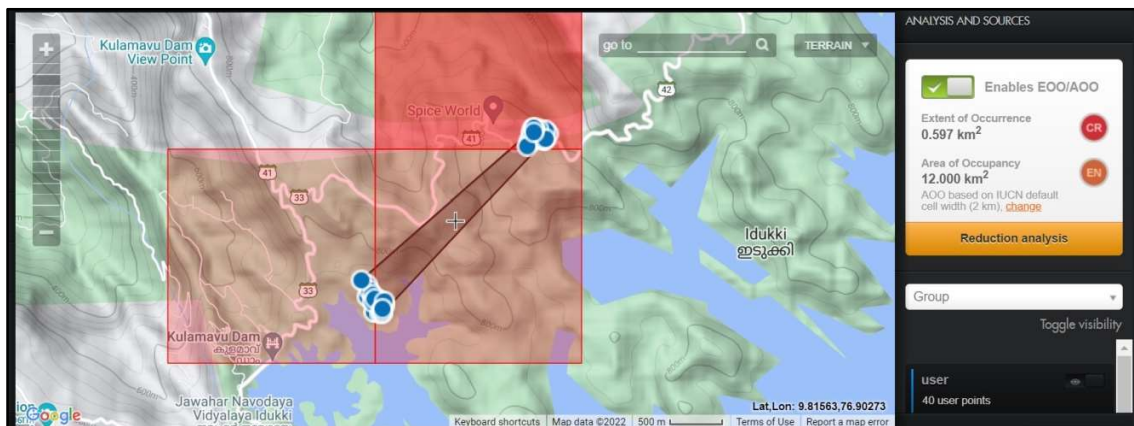 Kulamavu Dam
View Point
400m
go to
TERRAIN
42
Spice World
41
41
33
33
600m
Idukki
ഇടുക്കി
Kulamavu Dam
കുളമാവ്
ഡാം
600m
Jawahar Navodaya
Vidyalaya Idukki
Google
Lat,Lon: 9.81563,76.90273
Keyboard shortcuts
Map data ©2022
500 m
Terms of Use
Report a map error
ANALYSIS AND SOURCES
Enables EOO/AOO
Extent of Occurrence
0.597 km²
CR
Area of Occupancy
12.000 km²
EN
AOO based on IUCN default
cell width (2 km), change
Reduction analysis
Group
Toggle visibility
user
40 user points